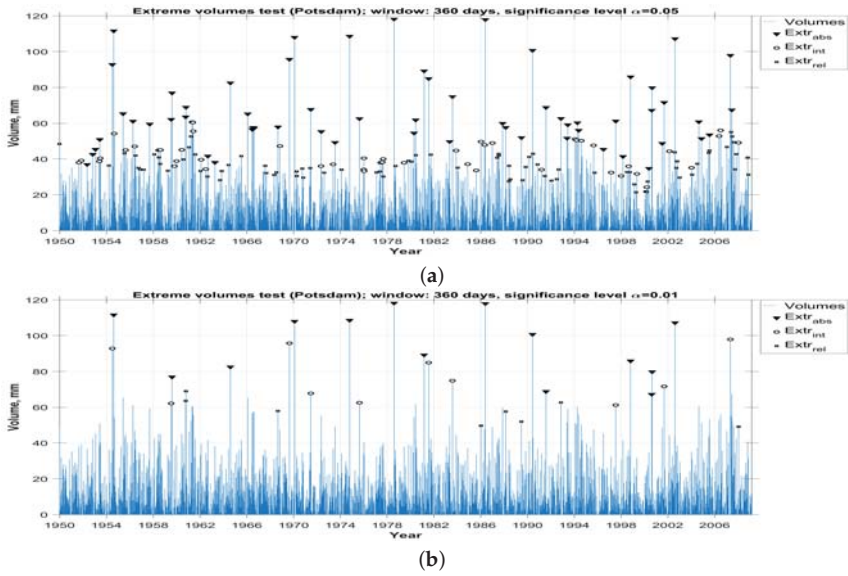 Extreme volumes test (Potsdam); window: 360 days, significance level α=0.05
Volume, mm
120
100
80
60
40
20
0
1950 1954 1958 1962 1966 1970 1974 1978 1982 1986 1990 1994 1998 2002 2006
Year
Volumes
Extr_abs
Extr_int
Extr_rel
(a)
Extreme volumes test (Potsdam); window: 360 days, significance level α=0.01
Volume, mm
120
100
80
60
40
20
0
1950 1954 1958 1962 1966 1970 1974 1978 1982 1986 1990 1994 1998 2002 2006
Year
Volumes
Extr_abs
Extr_int
Extr_rel
(b)